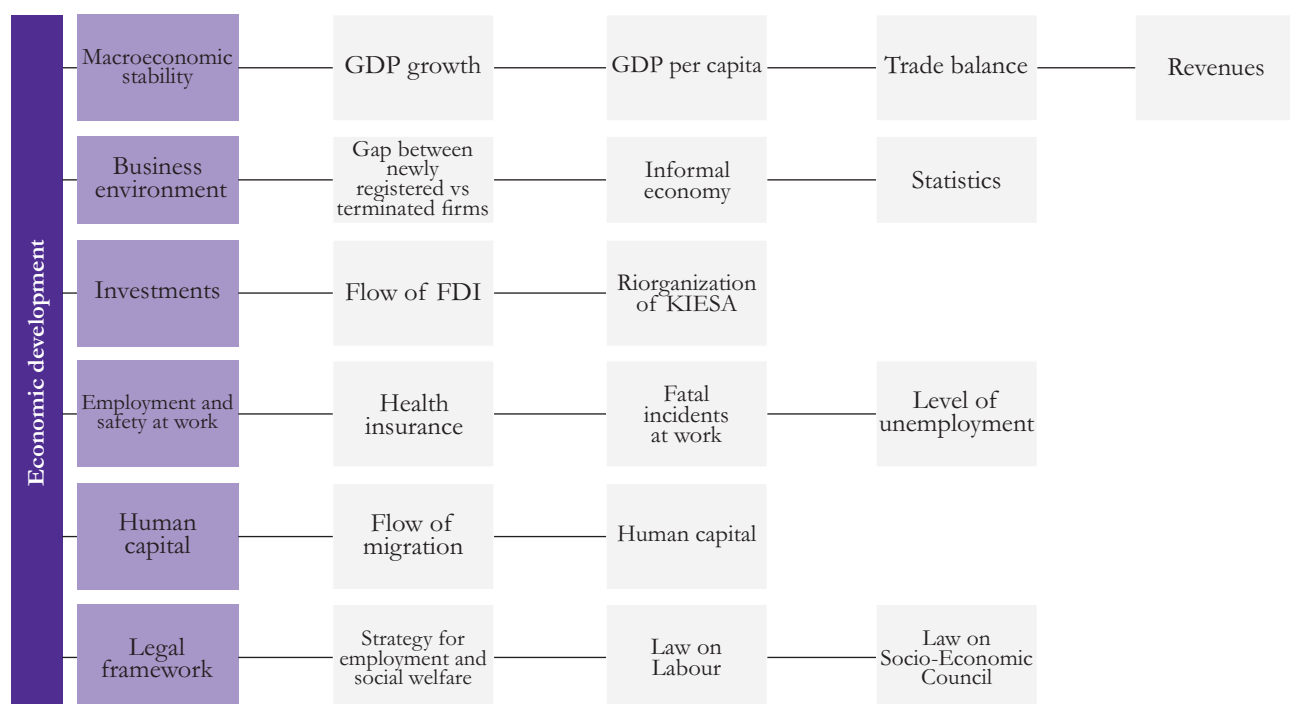 Economic development
Macroeconomic
stability
GDP growth
GDP per capita
Trade balance
Revenues
Business
environment
Gap between
newly
registered vs
terminated firms
Informal
economy
Statistics
Investments
Flow of FDI
Riorganization
of KIESA
Employment and
safety at work
Health
insurance
Fatal
incidents
at work
Level of
unemployment
Human
capital
Flow of
migration
Human capital
Legal
framework
Strategy for
employment and
social welfare
Law on
Labour
Law on
Socio-Economic
Council